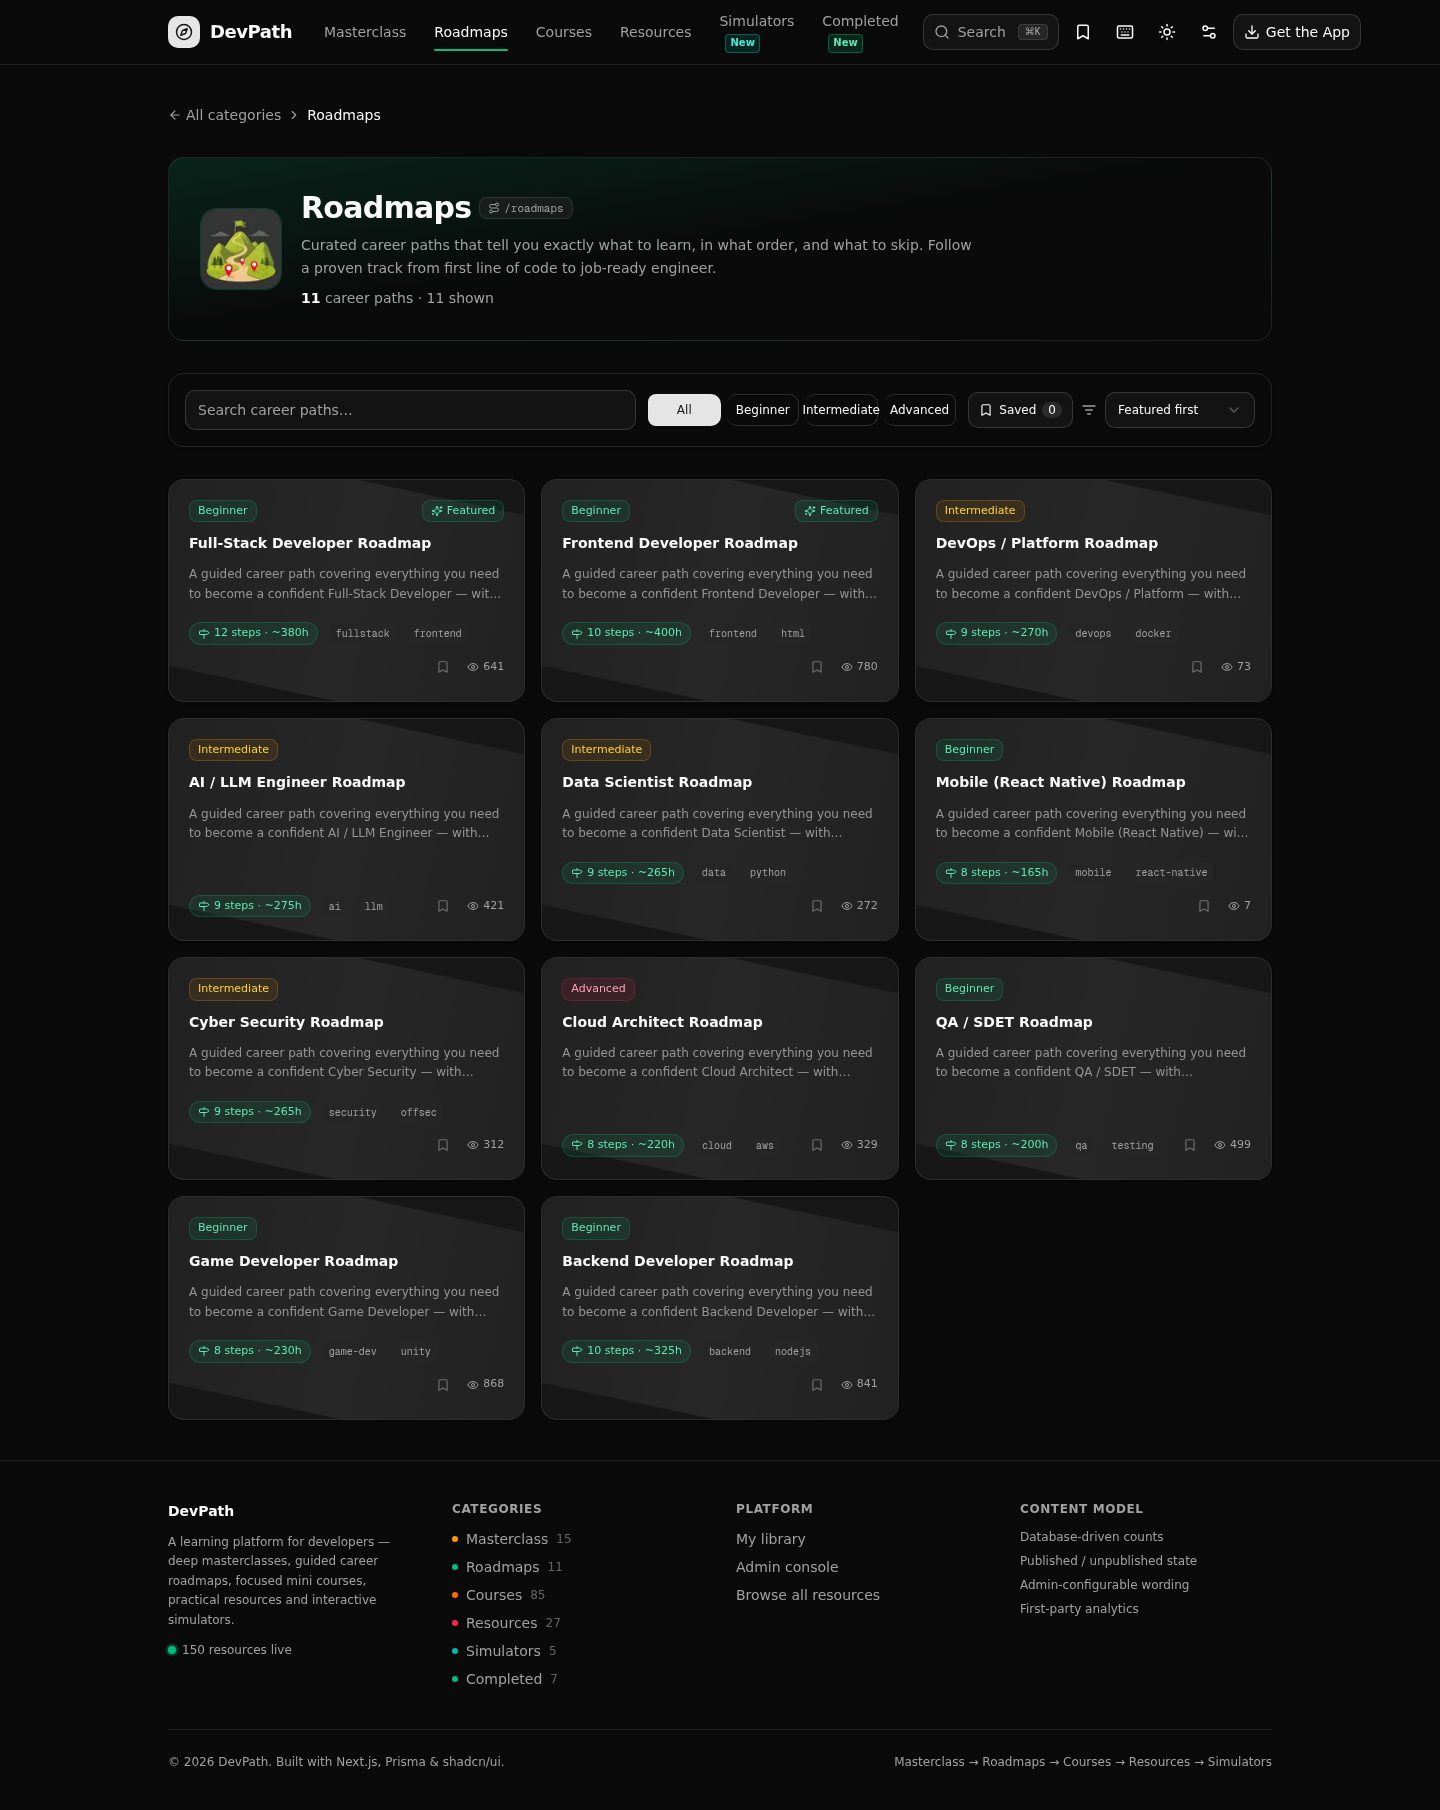 DevPath
Masterclass
Roadmaps
Courses
Resources
Simulators
New
Completed
New
Search ⌘K
Get the App
← All categories > Roadmaps
Roadmaps /roadmaps
Curated career paths that tell you exactly what to learn, in what order, and what to skip. Follow
a proven track from first line of code to job-ready engineer.
11 career paths · 11 shown
Search career paths...
All
Beginner
Intermediate
Advanced
Saved 0
Featured first
Beginner Featured
Full-Stack Developer Roadmap
A guided career path covering everything you need
to become a confident Full-Stack Developer — wit...
12 steps · ~380h fullstack frontend
641
Beginner Featured
Frontend Developer Roadmap
A guided career path covering everything you need
to become a confident Frontend Developer — with...
10 steps · ~400h frontend html
780
Intermediate
DevOps / Platform Roadmap
A guided career path covering everything you need
to become a confident DevOps / Platform — with...
9 steps · ~270h devops docker
73
Intermediate
AI / LLM Engineer Roadmap
A guided career path covering everything you need
to become a confident AI / LLM Engineer — with...
9 steps · ~275h ai llm 421
Intermediate
Data Scientist Roadmap
A guided career path covering everything you need
to become a confident Data Scientist — with...
9 steps · ~265h data python
272
Beginner
Mobile (React Native) Roadmap
A guided career path covering everything you need
to become a confident Mobile (React Native) — wi...
8 steps · ~165h mobile react-native
7
Intermediate
Cyber Security Roadmap
A guided career path covering everything you need
to become a confident Cyber Security — with...
9 steps · ~265h security offsec
312
Advanced
Cloud Architect Roadmap
A guided career path covering everything you need
to become a confident Cloud Architect — with...
8 steps · ~220h cloud aws 329
Beginner
QA / SDET Roadmap
A guided career path covering everything you need
to become a confident QA / SDET — with...
8 steps · ~200h qa testing 499
Beginner
Game Developer Roadmap
A guided career path covering everything you need
to become a confident Game Developer — with...
8 steps · ~230h game-dev unity
868
Beginner
Backend Developer Roadmap
A guided career path covering everything you need
to become a confident Backend Developer — with...
10 steps · ~325h backend nodejs
841
DevPath
A learning platform for developers —
deep masterclasses, guided career
roadmaps, focused mini courses,
practical resources and interactive
simulators.
150 resources live
CATEGORIES
Masterclass 15
Roadmaps 11
Courses 85
Resources 27
Simulators 5
Completed 7
PLATFORM
My library
Admin console
Browse all resources
CONTENT MODEL
Database-driven counts
Published / unpublished state
Admin-configurable wording
First-party analytics
© 2026 DevPath. Built with Next.js, Prisma & shadcn/ui.
Masterclass → Roadmaps → Courses → Resources → Simulators